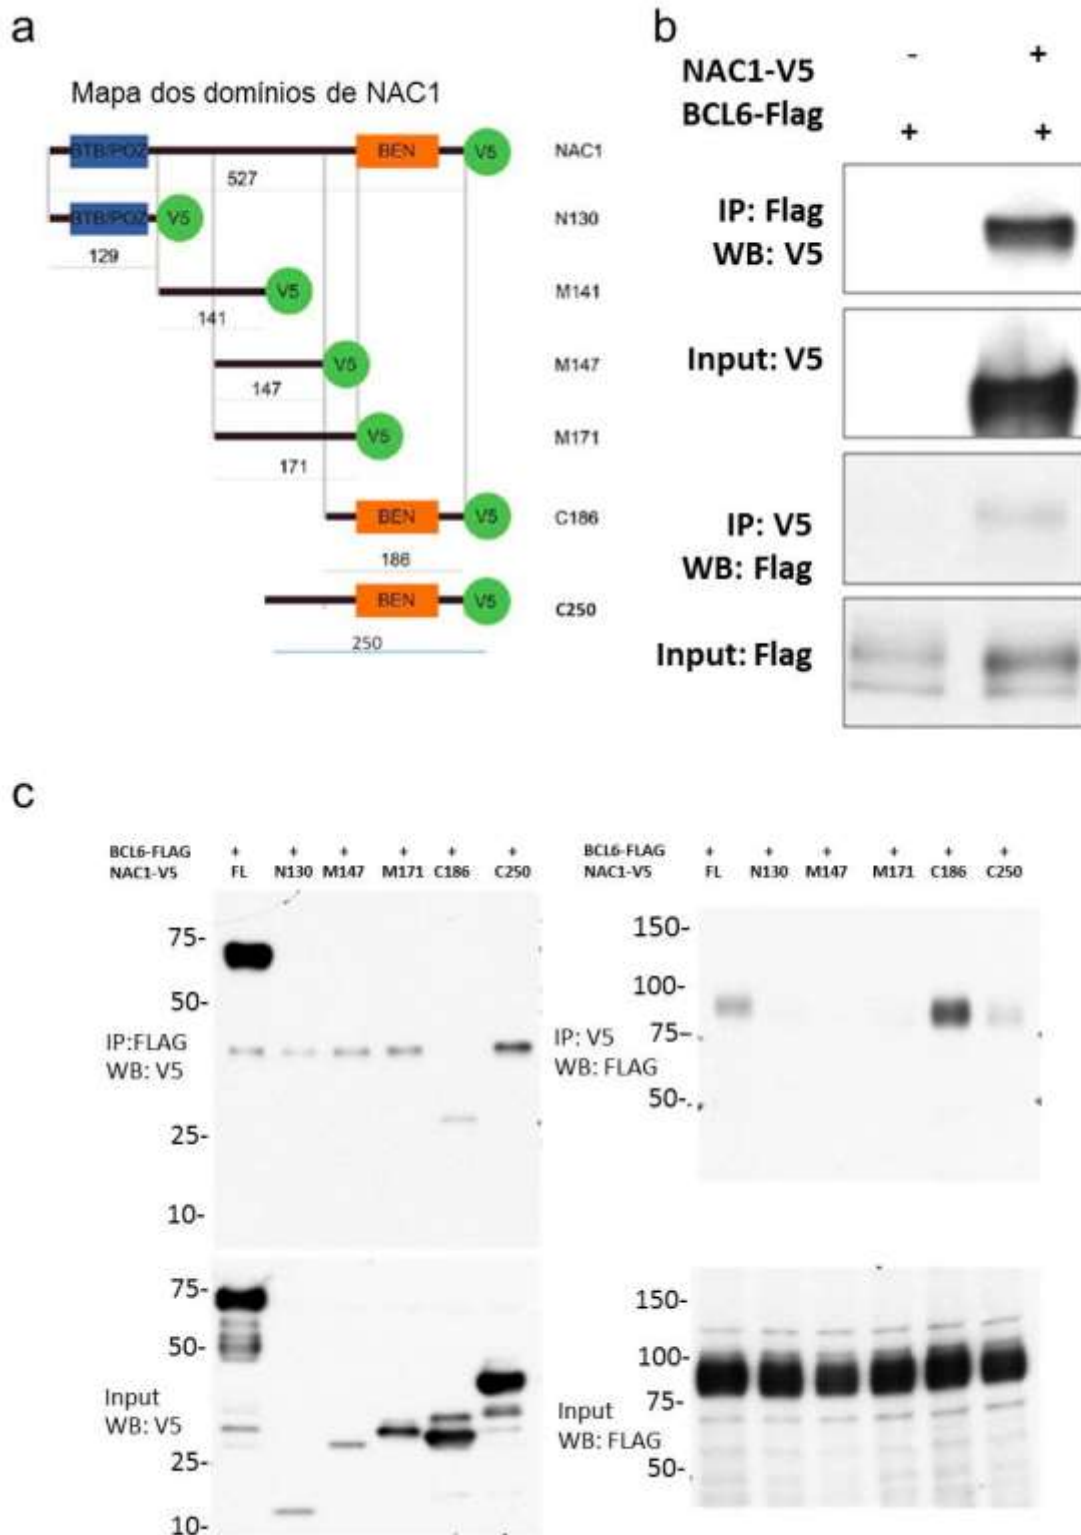 a
Mapa dos domínios de NAC1
BTB/POZ BEN V5 NAC1
527
BTB/POZ V5 N130
129
V5 M141
141
V5 M147
147
V5 M171
171
BEN V5 C186
186
BEN V5 C250
250
b
NAC1-V5 - +
BCL6-Flag + +
IP: Flag
WB: V5
Input: V5
IP: V5
WB: Flag
Input: Flag
c
BCL6-FLAG + + + + + +
NAC1-V5 FL N130 M147 M171 C186 C250
75-
50-
IP:FLAG
WB: V5
25-
10-
75-
50-
Input
WB: V5
25-
10-
BCL6-FLAG + + + + + +
NAC1-V5 FL N130 M147 M171 C186 C250
150-
100-
IP: V5
75-
WB: FLAG
50-
150-
100-
75-
Input
WB: FLAG
50-